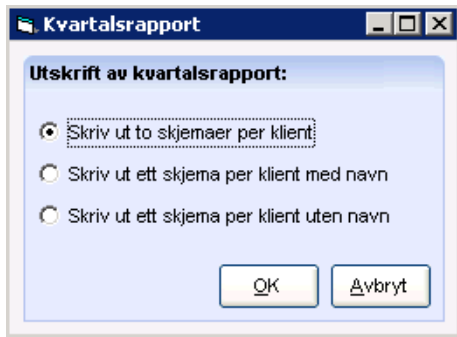 Kvartalsrapport
Utskrift av kvartalsrapport:
Skriv ut to skjemaer per klient
Skriv ut ett skjema per klient med navn
Skriv ut ett skjema per klient uten navn
OK Avbryt